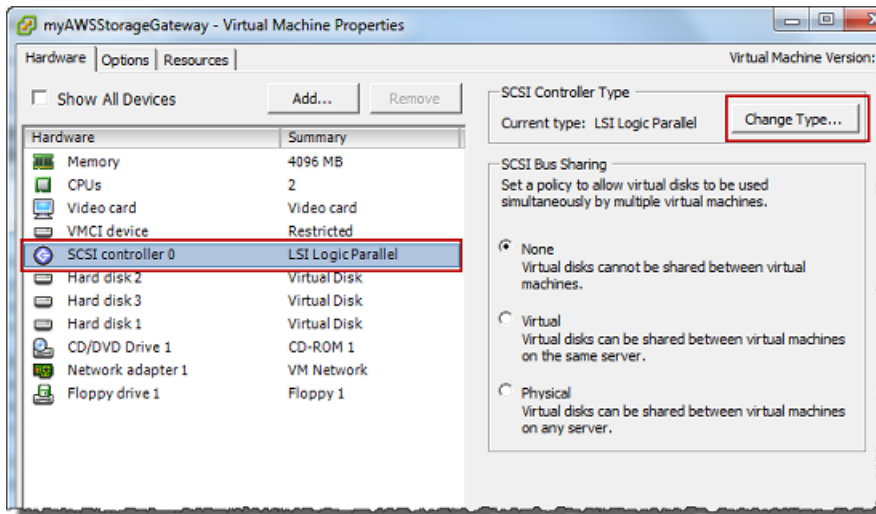 myAWSStorageGateway - Virtual Machine Properties
Hardware Options Resources
Virtual Machine Version:
Show All Devices
Add...
Remove
Hardware Summary
Memory 4096 MB
CPUs 2
Video card Video card
VMCI device Restricted
SCSI controller 0 LSI Logic Parallel
Hard disk 2 Virtual Disk
Hard disk 3 Virtual Disk
Hard disk 1 Virtual Disk
CD/DVD Drive 1 CD-ROM 1
Network adapter 1 VM Network
Floppy drive 1 Floppy 1
SCSI Controller Type
Current type: LSI Logic Parallel
Change Type...
SCSI Bus Sharing
Set a policy to allow virtual disks to be used
simultaneously by multiple virtual machines.
None
Virtual disks cannot be shared between virtual
machines.
Virtual
Virtual disks can be shared between virtual machines
on the same server.
Physical
Virtual disks can be shared between virtual machines
on any server.